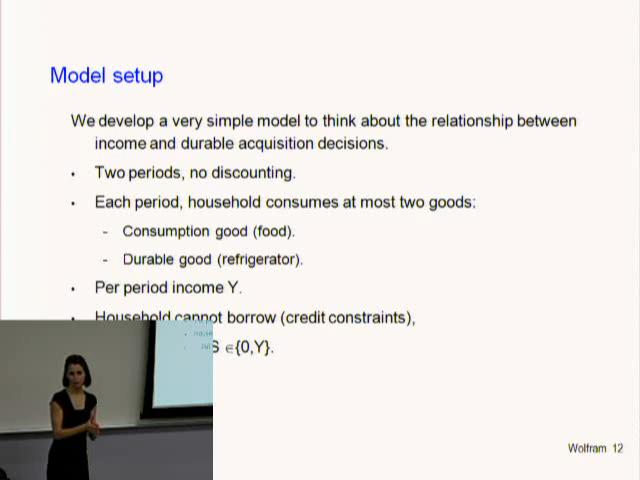 Model setup
We develop a very simple model to think about the relationship between
income and durable acquisition decisions.
• Two periods, no discounting.
• Each period, household consumes at most two goods:
- Consumption good (food).
- Durable good (refrigerator).
• Per period income Y.
• Household cannot borrow (credit constraints),
S ∈{0,Y}.
Wolfram 12